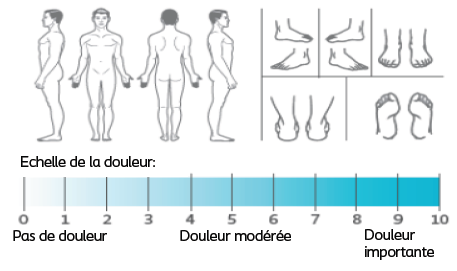 Echelle de la douleur:
0 1 2 3 4 5 6 7 8 9 10
Pas de douleur Douleur modérée Douleur
importante